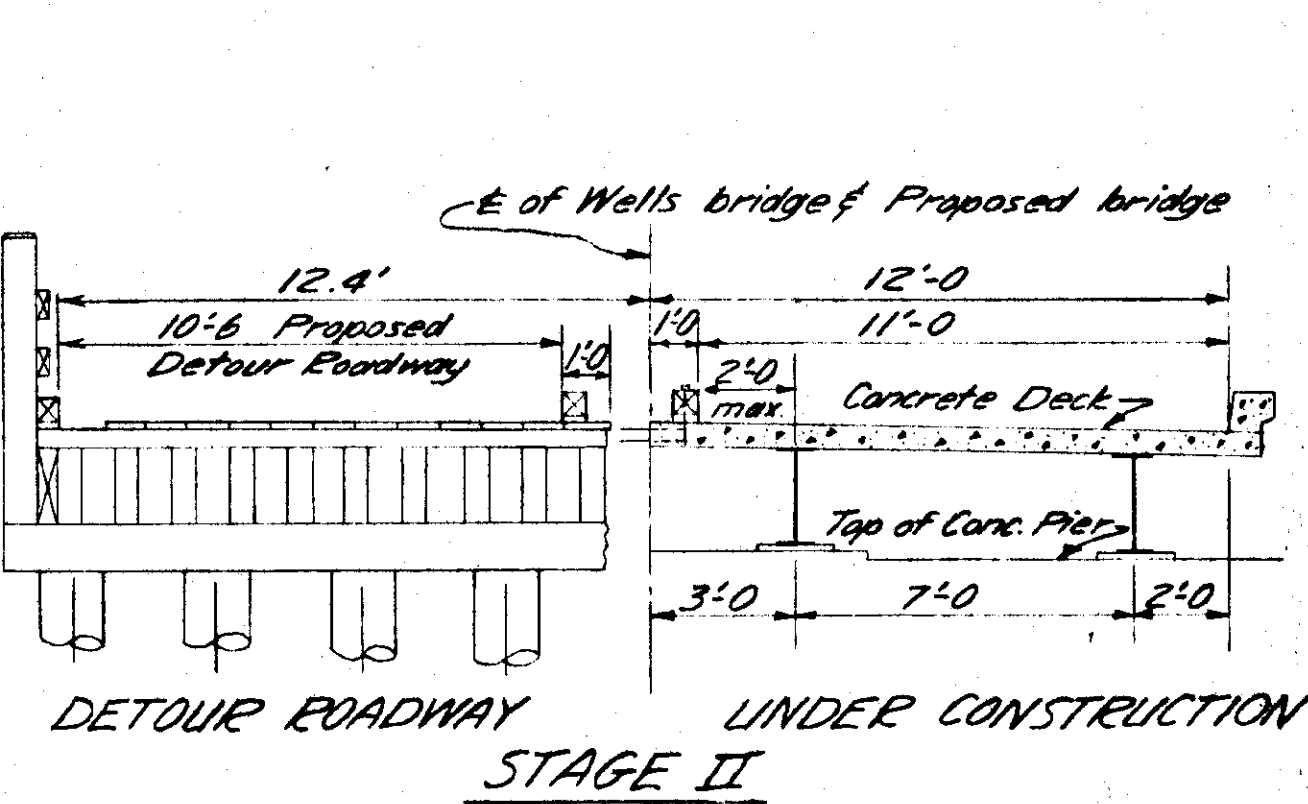 ℄ of Wells bridge & Proposed bridge
12.4'
12'-0
10'-6 Proposed
Detour Roadway
1'-0
1'-0
11'-0
2'-0
max.
Concrete Deck
Top of Conc. Pier
3'-0
7'-0
2'-0
DETOUR ROADWAY
UNDER CONSTRUCTION
STAGE II